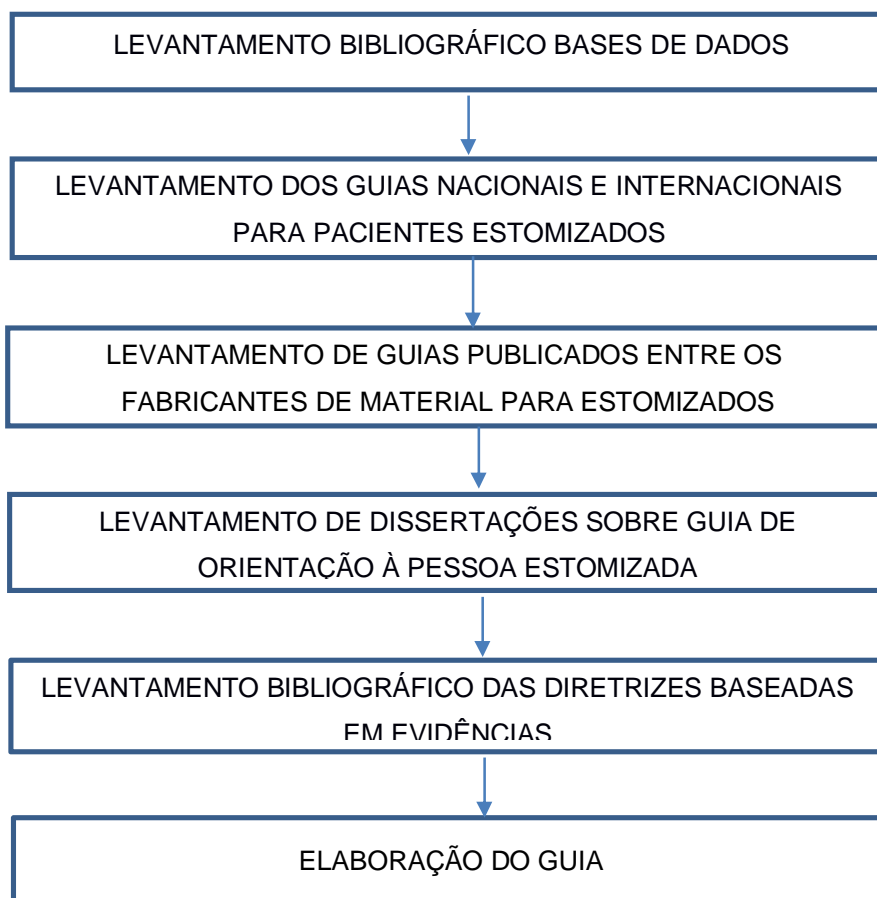 LEVANTAMENTO BIBLIOGRÁFICO BASES DE DADOS
LEVANTAMENTO DOS GUIAS NACIONAIS E INTERNACIONAIS
PARA PACIENTES ESTOMIZADOS
LEVANTAMENTO DE GUIAS PUBLICADOS ENTRE OS
FABRICANTES DE MATERIAL PARA ESTOMIZADOS
LEVANTAMENTO DE DISSERTAÇÕES SOBRE GUIA DE
ORIENTAÇÃO À PESSOA ESTOMIZADA
LEVANTAMENTO BIBLIOGRÁFICO DAS DIRETRIZES BASEADAS
EM EVIDÊNCIAS
ELABORAÇÃO DO GUIA